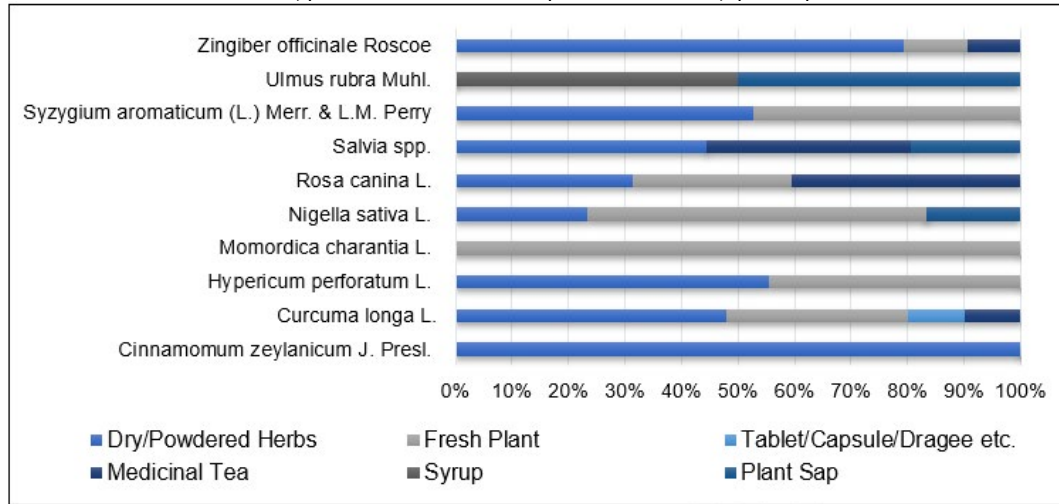 Zingiber officinale Roscoe
Ulmus rubra Muhl.
Syzygium aromaticum (L.) Merr. & L.M. Perry
Salvia spp.
Rosa canina L.
Nigella sativa L.
Momordica charantia L.
Hypericum perforatum L.
Curcuma longa L.
Cinnamomum zeylanicum J. Presl.
0% 10% 20% 30% 40% 50% 60% 70% 80% 90% 100%
Dry/Powdered Herbs Fresh Plant Tablet/Capsule/Dragee etc.
Medicinal Tea Syrup Plant Sap